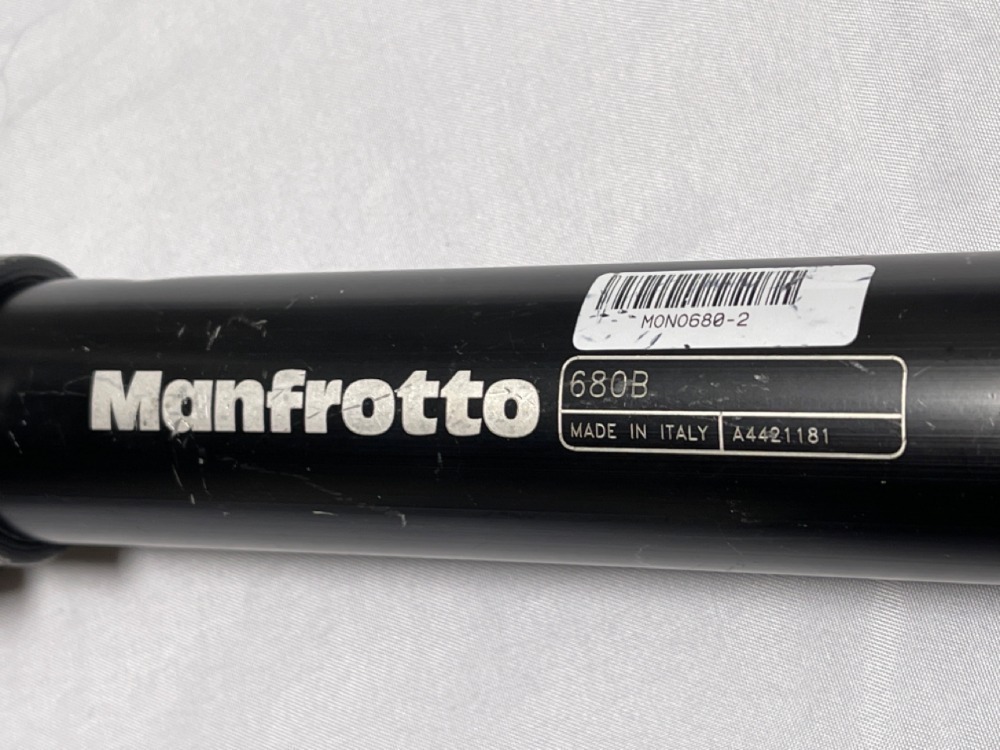 MONO680-2
Manfrotto
680B
MADE IN ITALY
A4421181